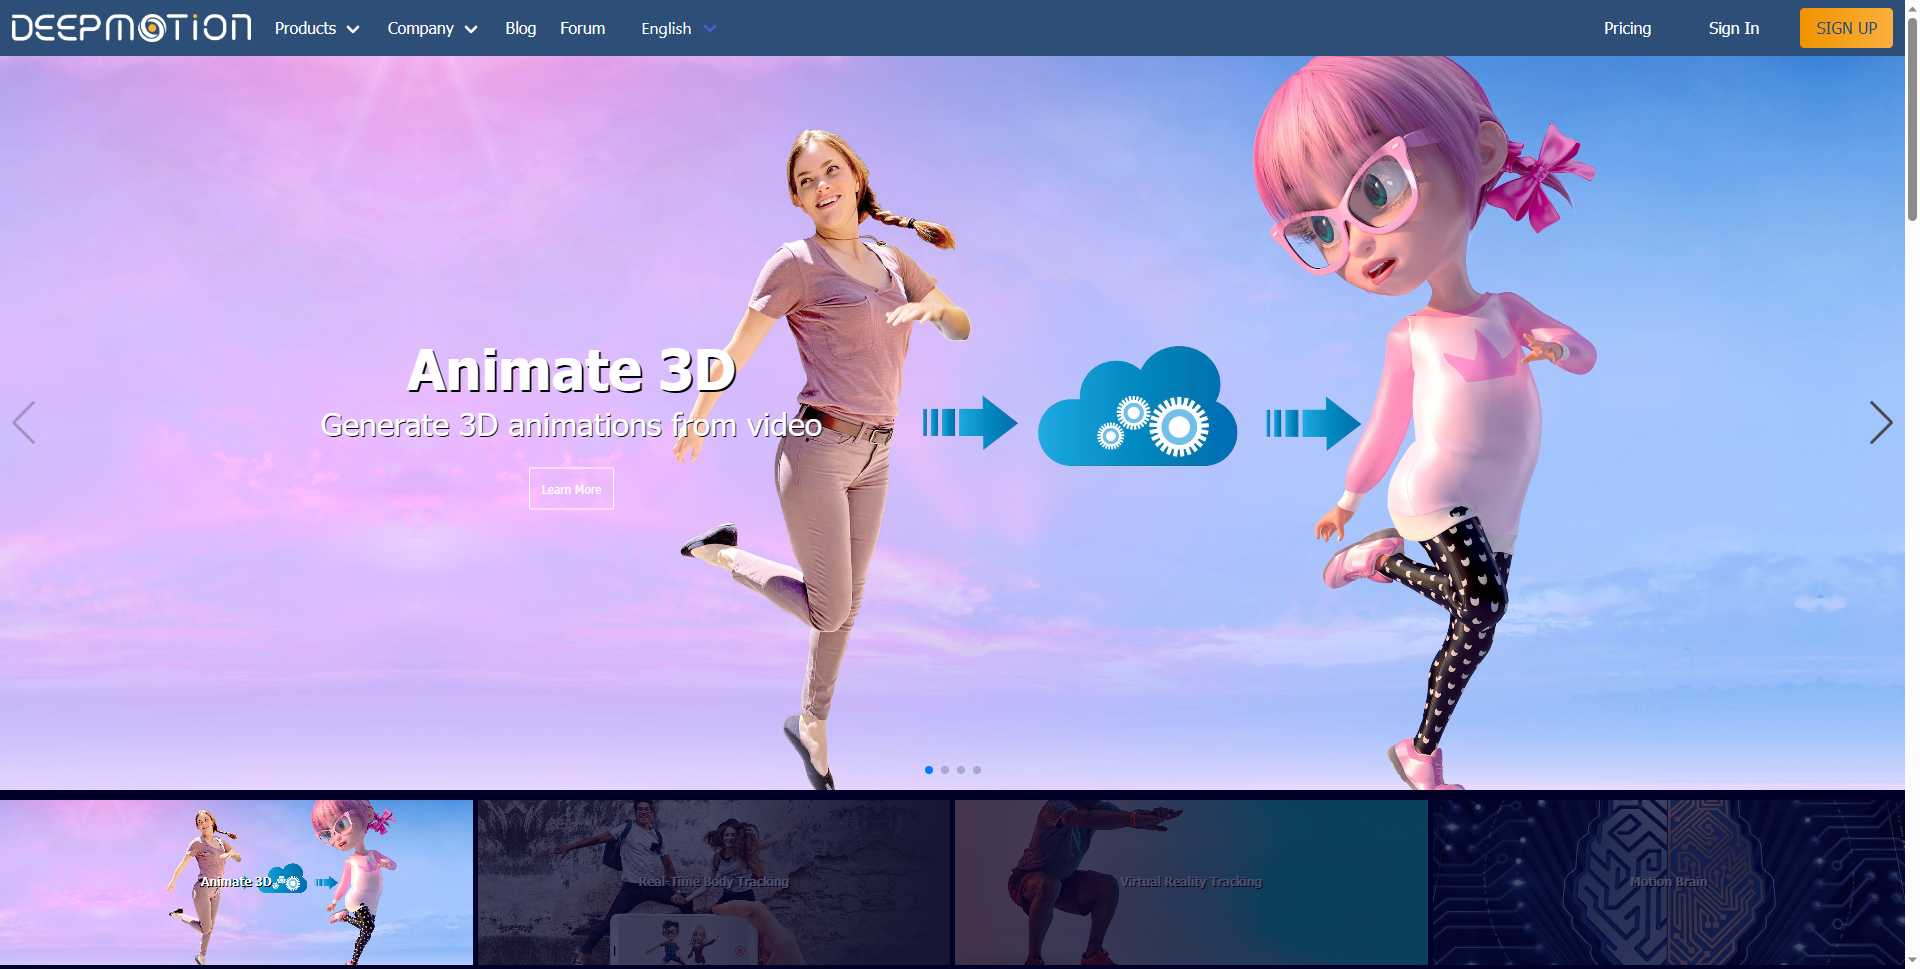 DEEPMOTION
Products
Company
Blog
Forum
English
Pricing
Sign In
SIGN UP
Animate 3D
Generate 3D animations from video
Learn More
Animate 3D
Real-Time Body Tracking
Virtual Reality Tracking
Motion Brain